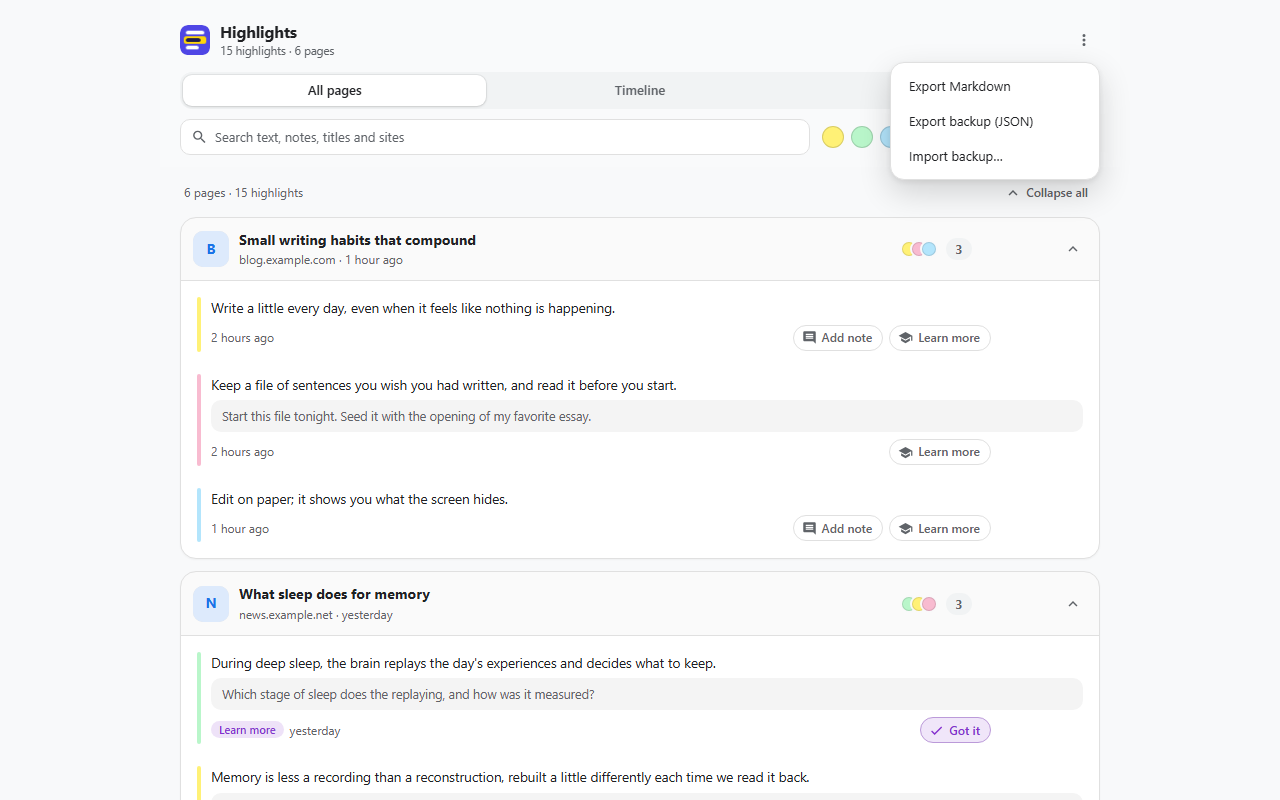 Highlights
15 highlights · 6 pages
All pages
Timeline
Export Markdown
Export backup (JSON)
Import backup...
Search text, notes, titles and sites
6 pages · 15 highlights
Collapse all
B
Small writing habits that compound
blog.example.com · 1 hour ago
3
Write a little every day, even when it feels like nothing is happening.
2 hours ago
Add note
Learn more
Keep a file of sentences you wish you had written, and read it before you start.
Start this file tonight. Seed it with the opening of my favorite essay.
2 hours ago
Learn more
Edit on paper; it shows you what the screen hides.
1 hour ago
Add note
Learn more
N
What sleep does for memory
news.example.net · yesterday
3
During deep sleep, the brain replays the day's experiences and decides what to keep.
Which stage of sleep does the replaying, and how was it measured?
Learn more
yesterday
Got it
Memory is less a recording than a reconstruction, rebuilt a little differently each time we read it back.